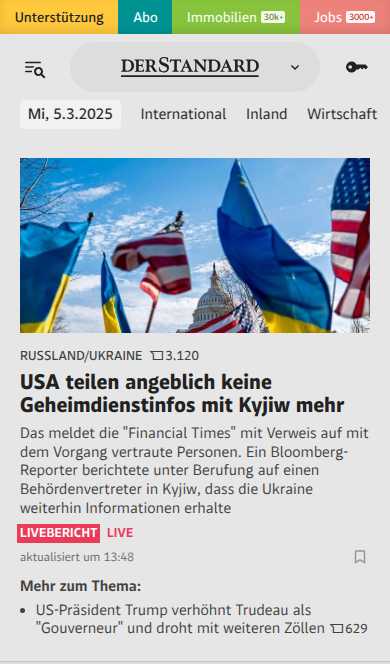 Unterstützung Abo Immobilien 30k+ Jobs 3000+
DERSTANDARD
Mi, 5.3.2025 International Inland Wirtschaft
RUSSLAND/UKRAINE 3.120
USA teilen angeblich keine
Geheimdienstinfos mit Kyjiw mehr
Das meldet die "Financial Times" mit Verweis auf mit
dem Vorgang vertraute Personen. Ein Bloomberg-
Reporter berichtete unter Berufung auf einen
Behördenvertreter in Kyjiw, dass die Ukraine
weiterhin Informationen erhalte
LIVEBERICHT LIVE
aktualisiert um 13:48
Mehr zum Thema:
• US-Präsident Trump verhöhnt Trudeau als
"Gouverneur" und droht mit weiteren Zöllen 629